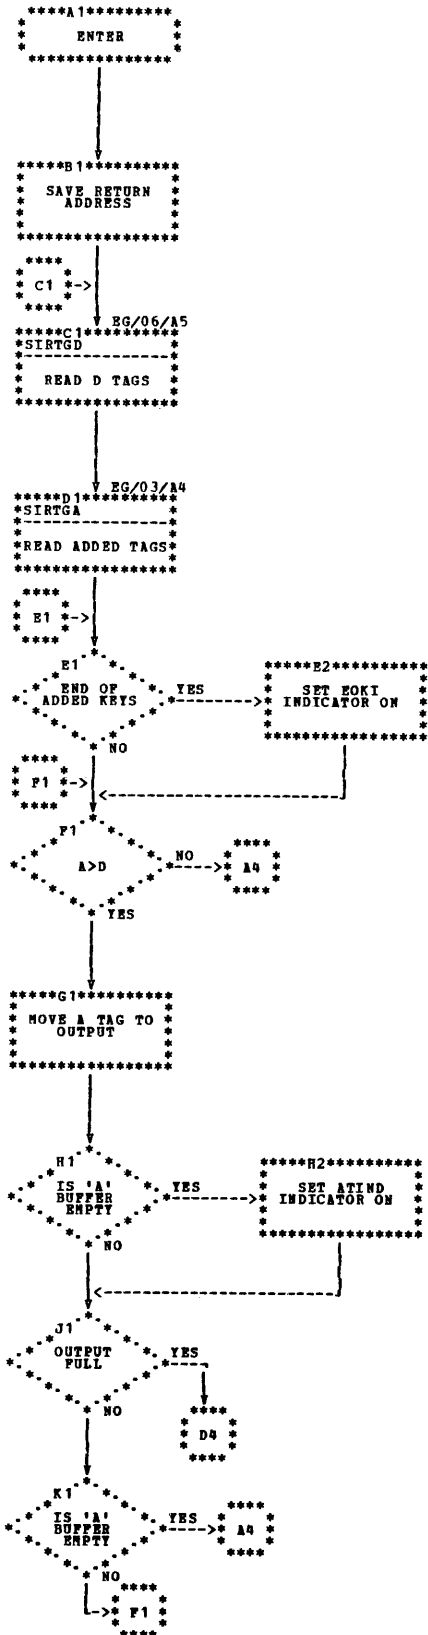 A1
ENTER
B1
SAVE RETURN
ADDRESS
C1
EG/06/A5
C1
SIRTGD
READ D TAGS
EG/03/A4
D1
SIRTGA
READ ADDED TAGS
E1
E1
END OF
ADDED KEYS
YES
NO
E2
SET EOKI
INDICATOR ON
F1
F1
A>D
NO
YES
A4
G1
MOVE A TAG TO
OUTPUT
H1
IS 'A'
BUFFER
EMPTY
YES
NO
H2
SET ATIND
INDICATOR ON
J1
OUTPUT
FULL
YES
NO
D4
K1
IS 'A'
BUFFER
EMPTY
YES
NO
A4
F1